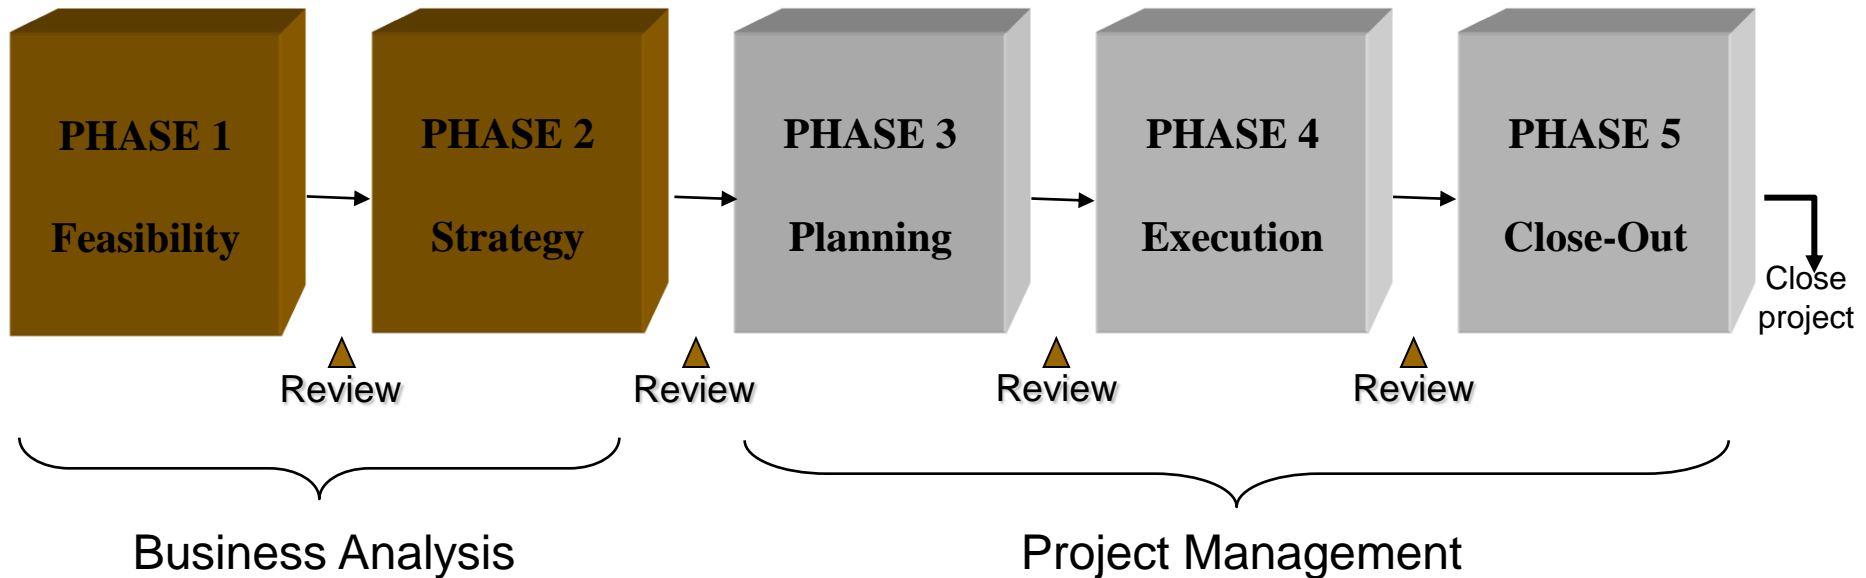 PHASE 1
Feasibility
PHASE 2
Strategy
PHASE 3
Planning
PHASE 4
Execution
PHASE 5
Close-Out
Close
project
Review
Review
Review
Review
Business Analysis
Project Management